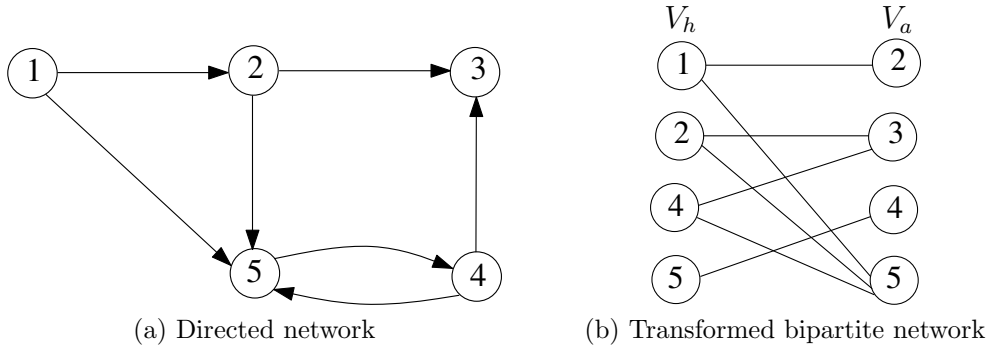 V_h V_a
1 2 3 1 2
2 3
4 4
5 4 5 5
(a) Directed network (b) Transformed bipartite network